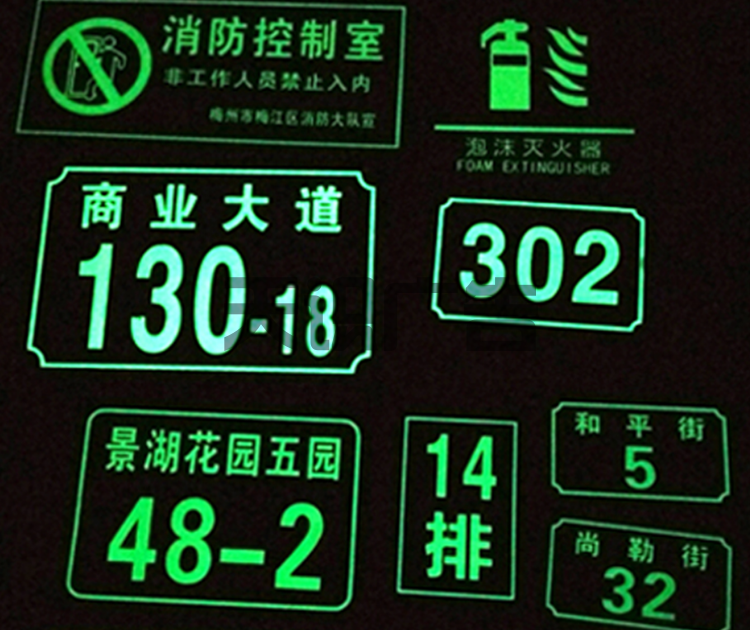 消防控制室
非工作人员禁止入内
梅州市梅江区消防大队宣
泡沫灭火器
FOAM EXTINGUISHER
商业大道
130-18
302
景湖花园五园
48-2
14
排
和平街
5
尚勒街
32